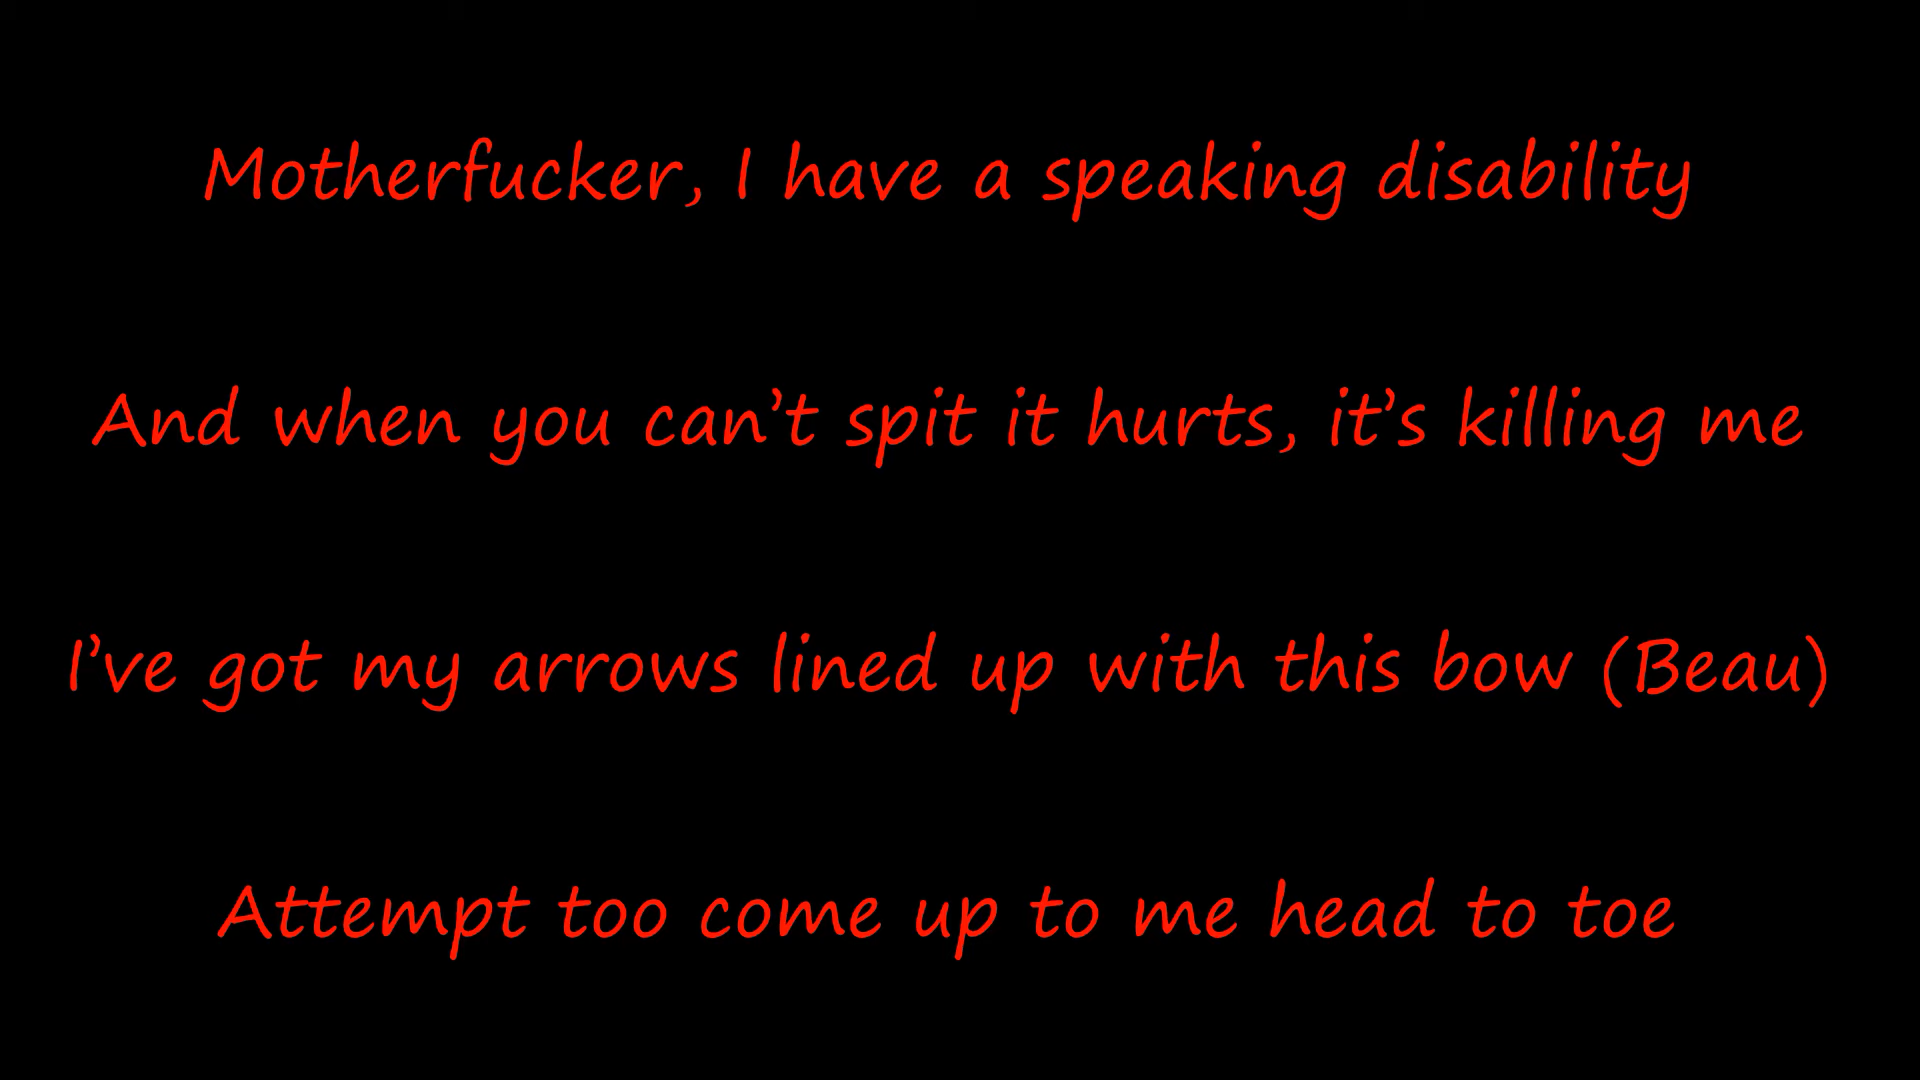 Motherfucker, I have a speaking disability
And when you can’t spit it hurts, it’s killing me
I’ve got my arrows lined up with this bow (Beau)
Attempt too come up to me head to toe